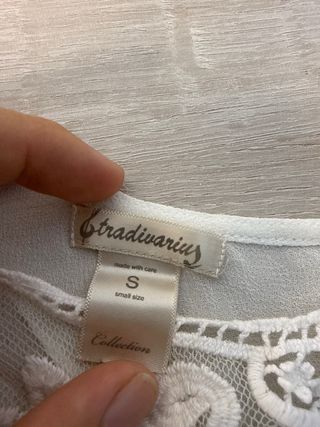 Stradivarius
made with care
S
small size
Collection